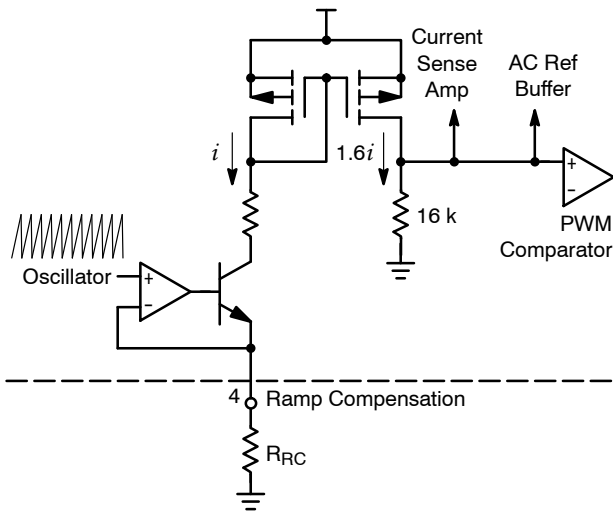 Current
Sense
Amp
AC Ref
Buffer
i
1.6i
+
−
16 k
PWM
Comparator
Oscillator
+
−
4
Ramp Compensation
RRC